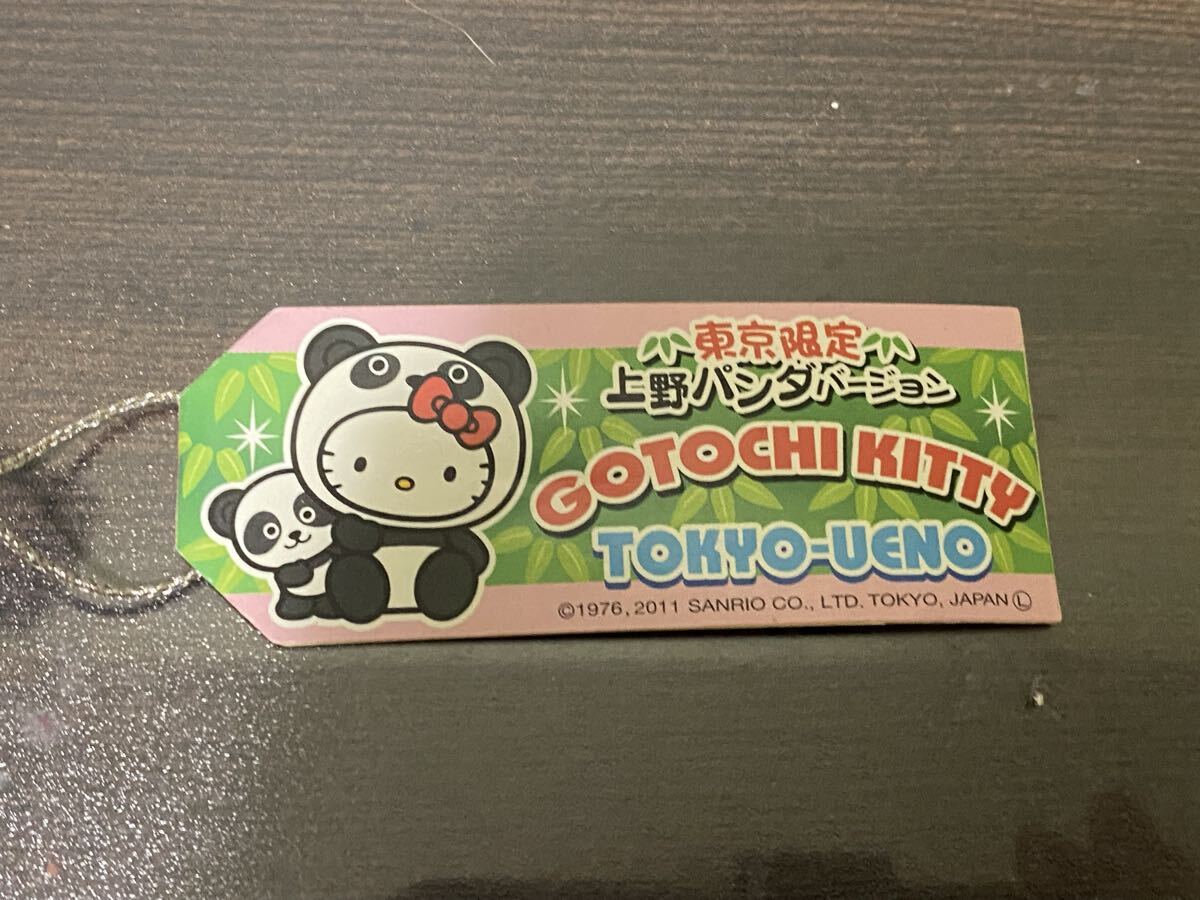 東京限定
上野パンダバージョン
GOTOCHI KITTY
TOKYO-UENO
©1976, 2011 SANRIO CO., LTD. TOKYO, JAPAN Ⓛ